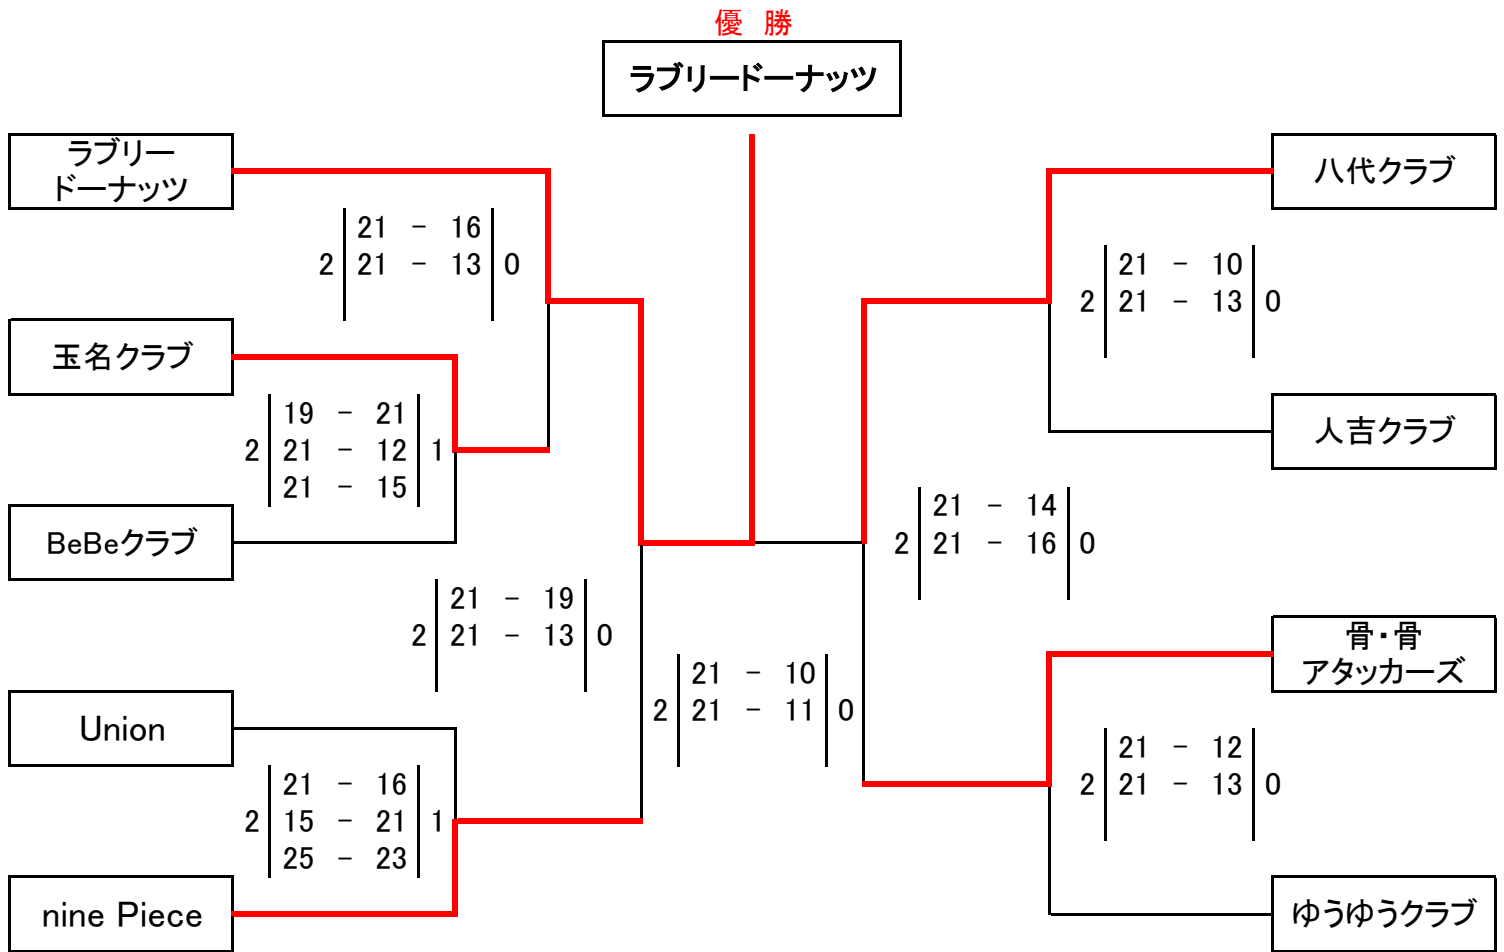 優 勝
ラブリードーナッツ
ラブリー
ドーナッツ
21 - 16
2 21 - 13 0
玉名クラブ
19 - 21
2 21 - 12 1
21 - 15
BeBeクラブ
21 - 19
2 21 - 13 0
Union
21 - 16
2 15 - 21 1
25 - 23
nine Piece
21 - 10
2 21 - 11 0
八代クラブ
21 - 10
2 21 - 13 0
人吉クラブ
21 - 14
2 21 - 16 0
骨・骨
アタッカーズ
21 - 12
2 21 - 13 0
ゆうゆうクラブ